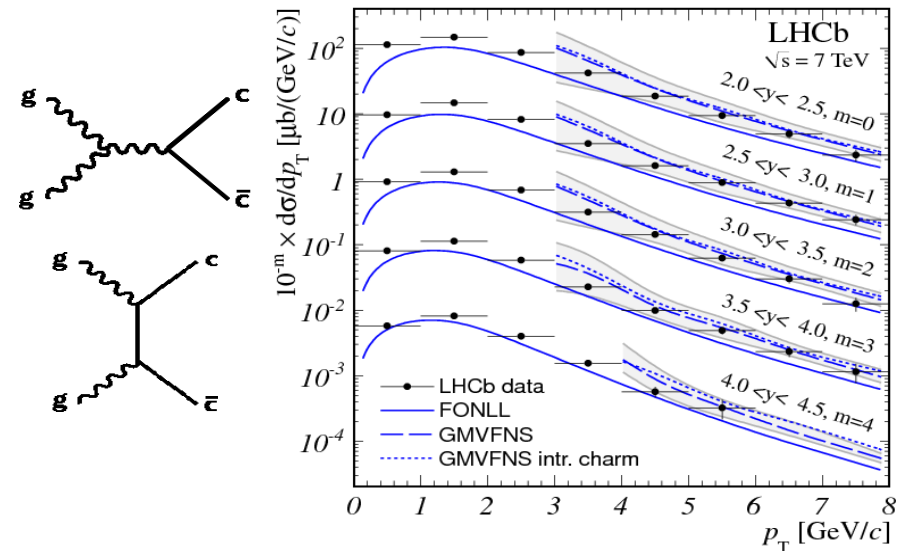 g
g
c
c̄
g
g
c
c̄
10⁻ᵐ × dσ/dp_T [μb/(GeV/c)]
10²
10
1
10⁻¹
10⁻²
10⁻³
10⁻⁴
LHCb
√s = 7 TeV
2.0 <y< 2.5, m=0
2.5 <y< 3.0, m=1
3.0 <y< 3.5, m=2
3.5 <y< 4.0, m=3
4.0 <y< 4.5, m=4
LHCb data
FONLL
GMVFNS
GMVFNS intr. charm
0 1 2 3 4 5 6 7 8
p_T [GeV/c]